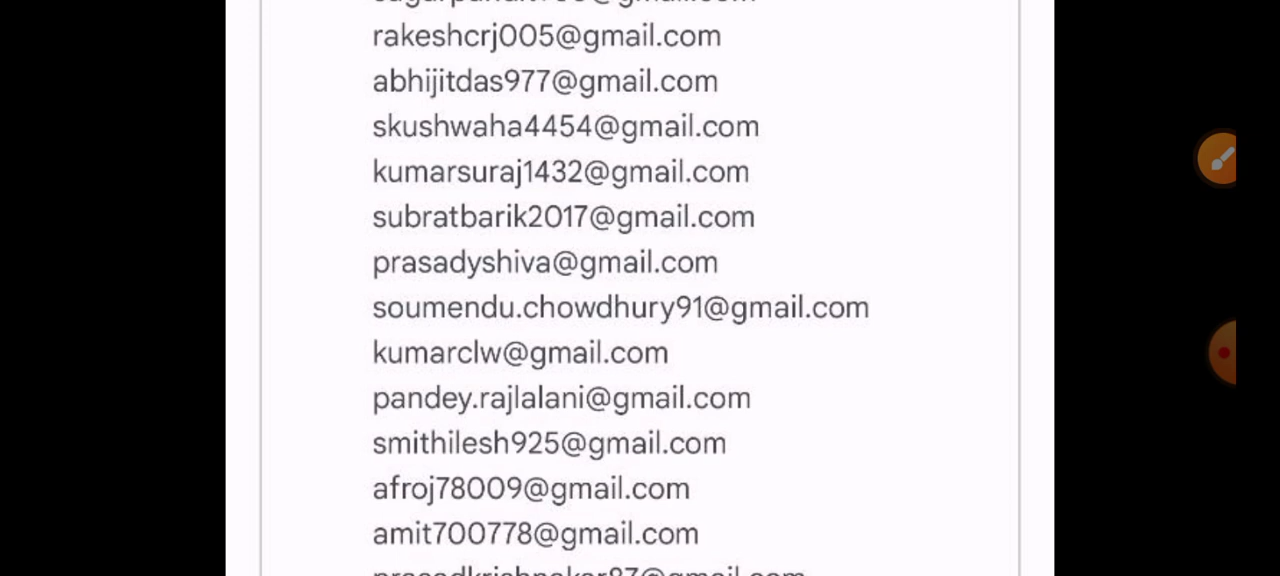 rakeshcrj005@gmail.com
abhijitdas977@gmail.com
skushwaha4454@gmail.com
kumarsuraj1432@gmail.com
subratbarik2017@gmail.com
prasadyshiva@gmail.com
soumendu.chowdhury91@gmail.com
kumarclw@gmail.com
pandey.rajlalani@gmail.com
smithilesh925@gmail.com
afroj78009@gmail.com
amit700778@gmail.com